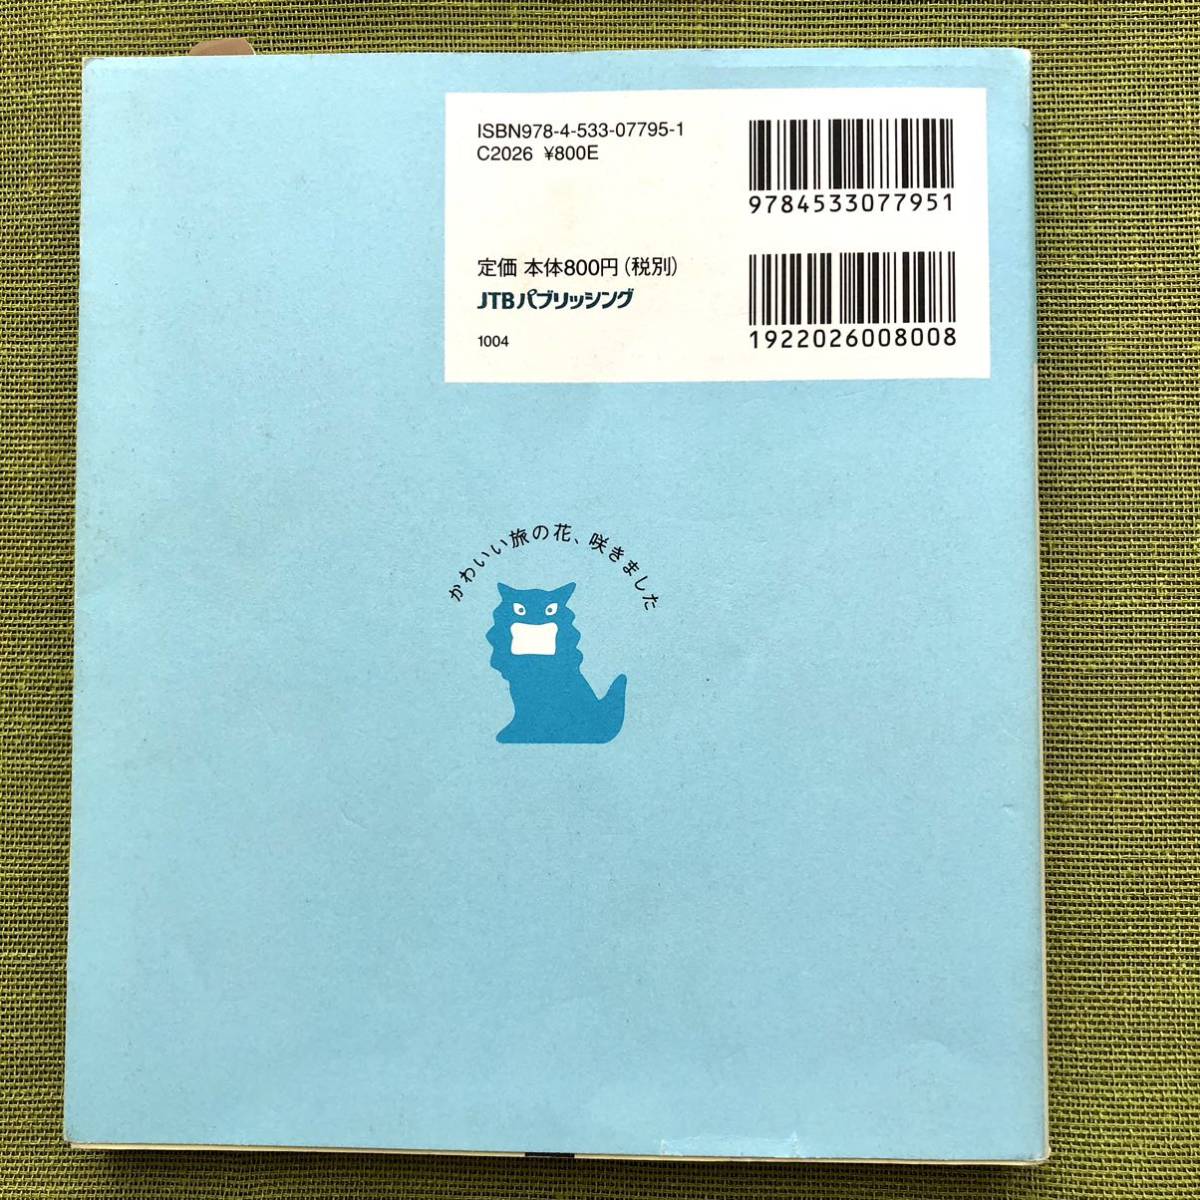 ISBN978-4-533-07795-1
C2026 ¥800E
9784533077951
定価 本体800円(税別)
JTBパブリッシング
1004
1922026008008
かわいい旅の花、咲きました